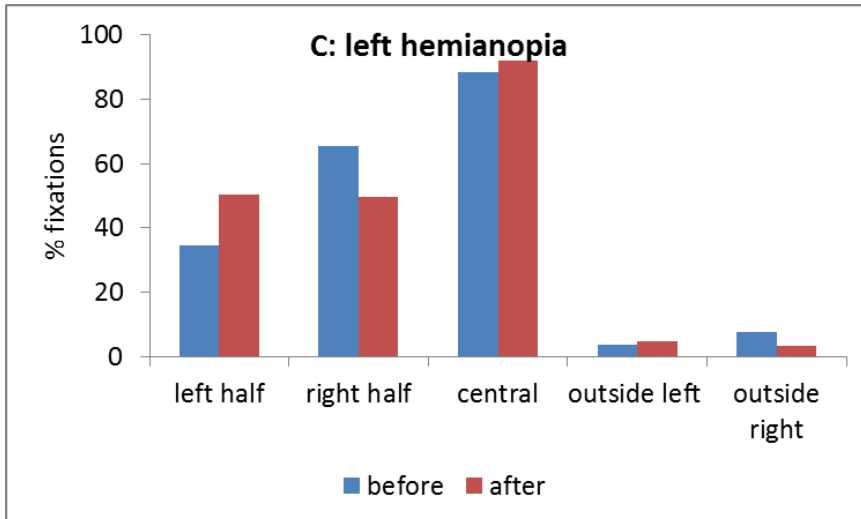 C: left hemianopia
% fixations
100
80
60
40
20
0
left half right half central outside left outside right
before after